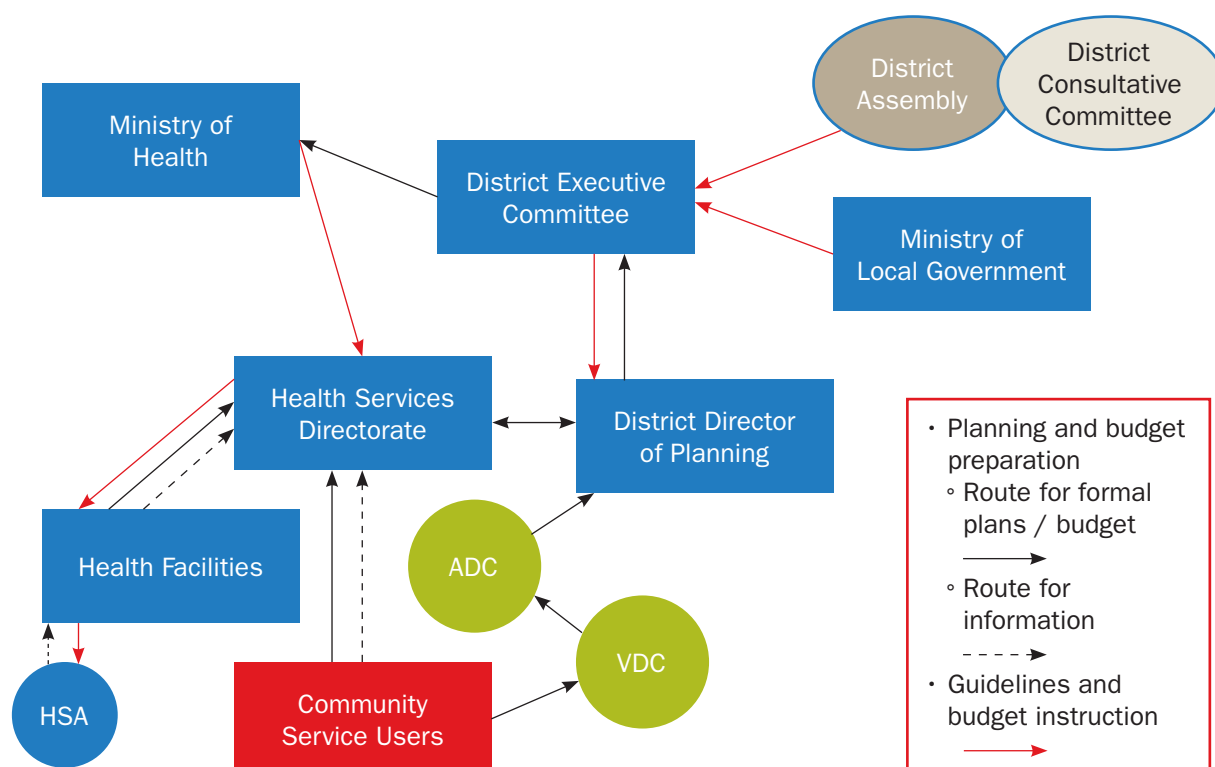 District
Assembly
District
Consultative
Committee
Ministry of
Health
District Executive
Committee
Ministry of
Local Government
Health Services
Directorate
District Director
of Planning
Health Facilities
ADC
VDC
HSA
Community
Service Users
· Planning and budget
preparation
° Route for formal
plans / budget
° Route for
information
· Guidelines and
budget instruction